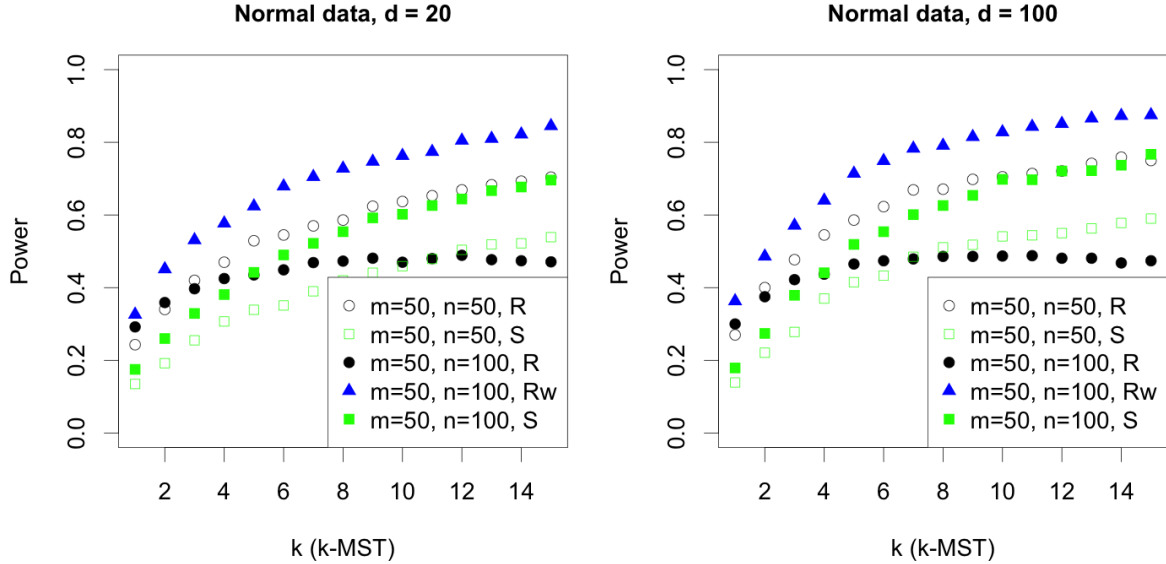 Normal data, d = 20
Power
1.0
0.8
0.6
0.4
0.2
0.0
m=50, n=50, R
m=50, n=50, S
m=50, n=100, R
m=50, n=100, Rw
m=50, n=100, S
2 4 6 8 10 12 14
k (k-MST)
Normal data, d = 100
Power
1.0
0.8
0.6
0.4
0.2
0.0
m=50, n=50, R
m=50, n=50, S
m=50, n=100, R
m=50, n=100, Rw
m=50, n=100, S
2 4 6 8 10 12 14
k (k-MST)